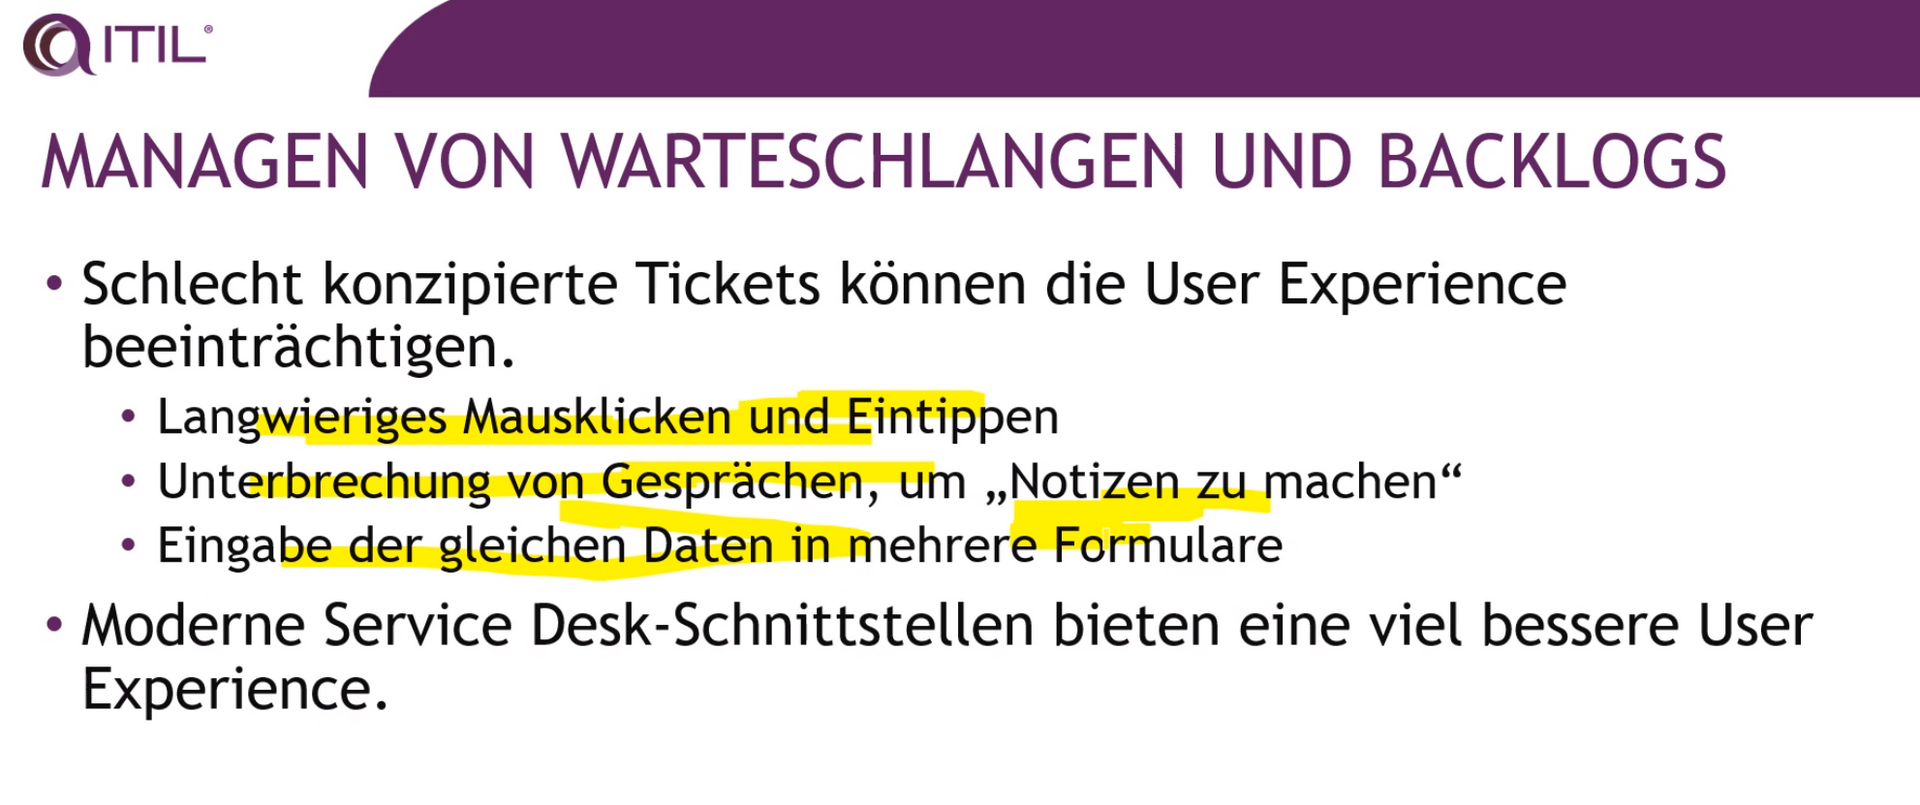 ITIL®
MANAGEN VON WARTESCHLANGEN UND BACKLOGS
• Schlecht konzipierte Tickets können die User Experience
beeinträchtigen.
• Langwieriges Mausklicken und Eintippen
• Unterbrechung von Gesprächen, um „Notizen zu machen“
• Eingabe der gleichen Daten in mehrere Formulare
• Moderne Service Desk-Schnittstellen bieten eine viel bessere User
Experience.